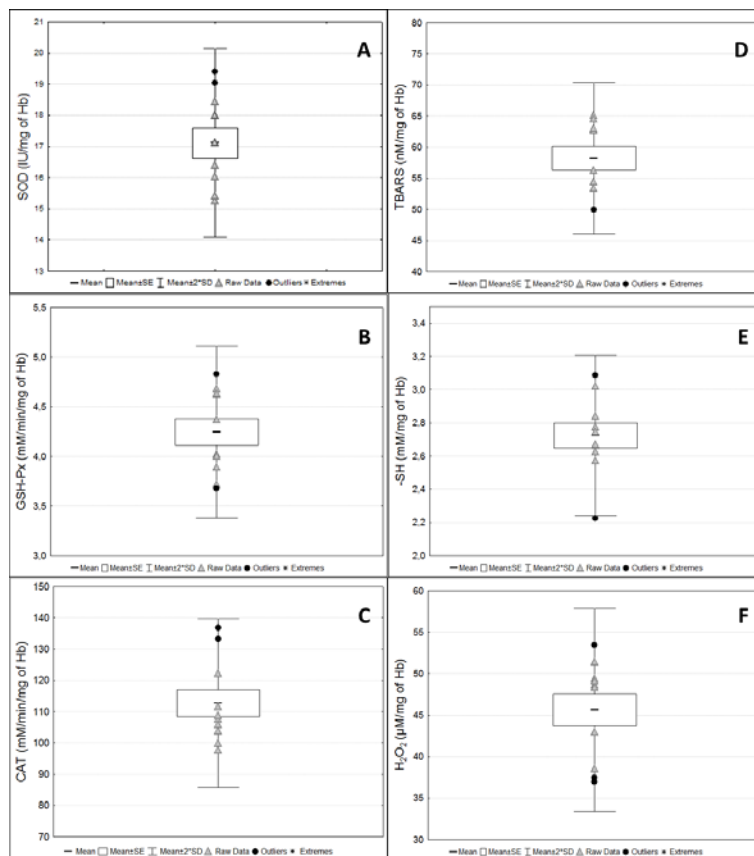 A
SOD (IU/mg of Hb)
21
20
19
18
17
16
15
14
13
Mean Mean±SE Mean±2*SD Raw Data Outliers Extremes
D
TBARS (nM/mg of Hb)
80
75
70
65
60
55
50
45
40
Mean Mean±SE Mean±2*SD Raw Data Outliers Extremes
B
GSH-Px (mM/min/mg of Hb)
5,5
5,0
4,5
4,0
3,5
3,0
Mean Mean±SE Mean±2*SD Raw Data Outliers Extremes
E
-SH (mM/mg of Hb)
3,4
3,2
3,0
2,8
2,6
2,4
2,2
2,0
Mean Mean±SE Mean±2*SD Raw Data Outliers Extremes
C
CAT (mM/min/mg of Hb)
150
140
130
120
110
100
90
80
70
Mean Mean±SE Mean±2*SD Raw Data Outliers Extremes
F
H₂O₂ (µM/mg of Hb)
60
55
50
45
40
35
30
Mean Mean±SE Mean±2*SD Raw Data Outliers Extremes